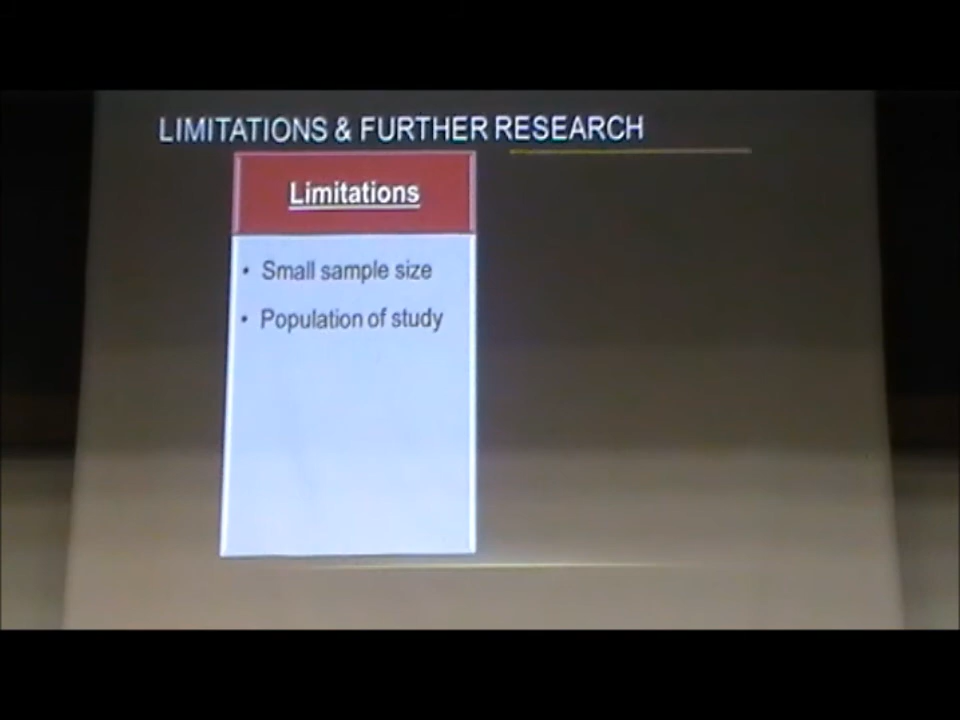 LIMITATIONS & FURTHER RESEARCH
Limitations
• Small sample size
• Population of study